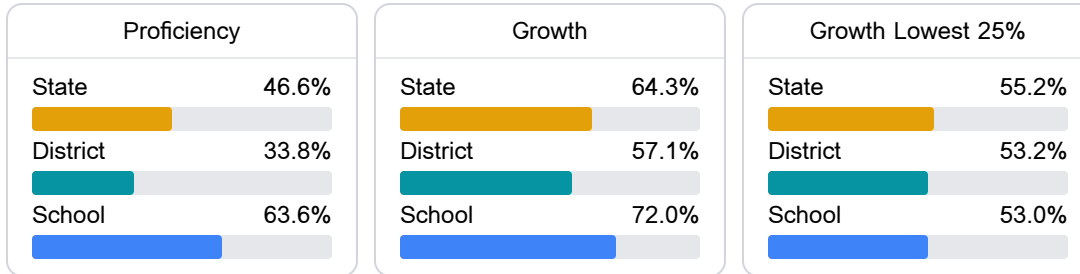 Proficiency
State 46.6%
District 33.8%
School 63.6%
Growth
State 64.3%
District 57.1%
School 72.0%
Growth Lowest 25%
State 55.2%
District 53.2%
School 53.0%